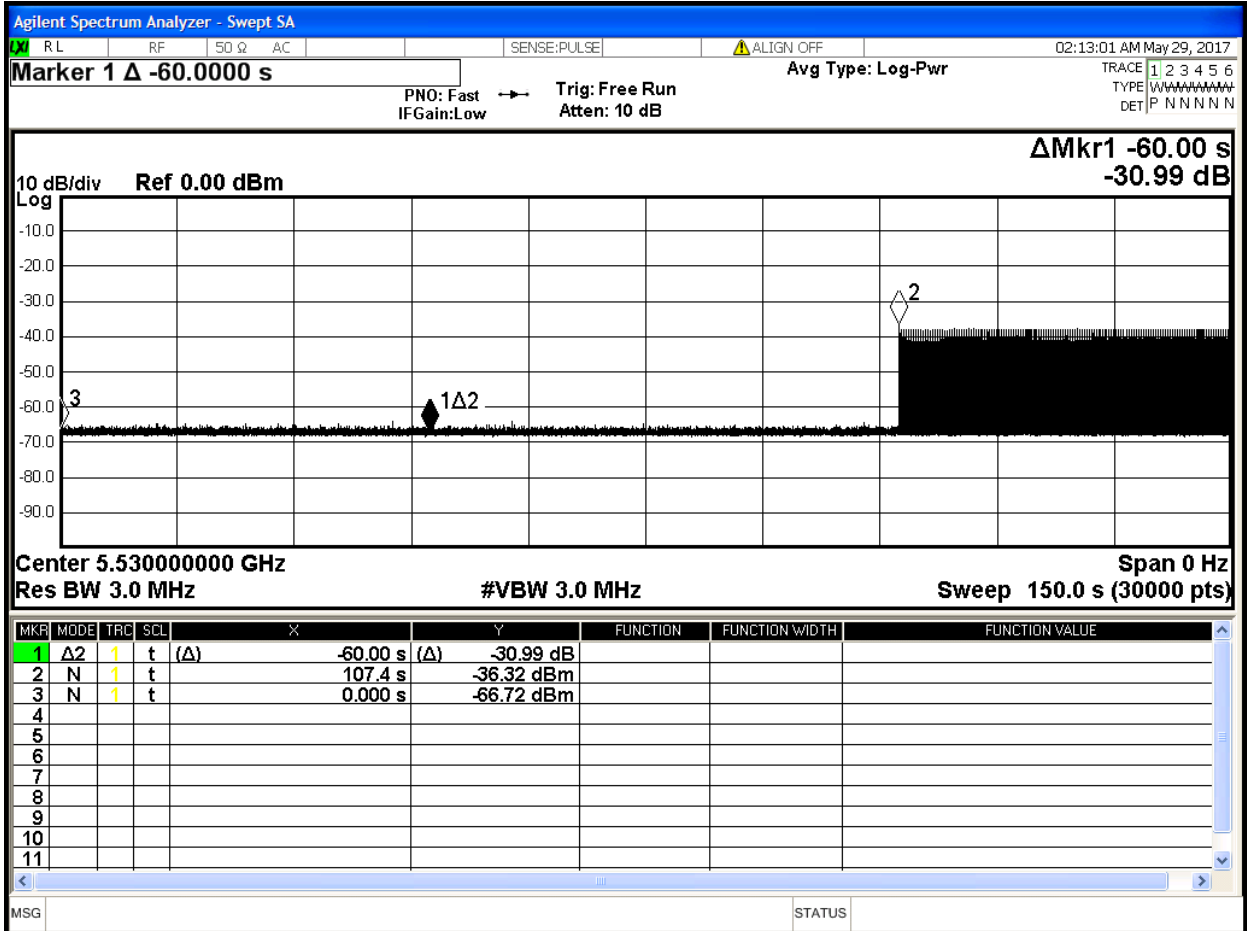 Agilent Spectrum Analyzer - Swept SA
LXI RL RF 50 Ω AC SENSE:PULSE ALIGN OFF 02:13:01 AM May 29, 2017
Marker 1 Δ -60.0000 s
PNO: Fast
IFGain:Low
Trig: Free Run
Atten: 10 dB
Avg Type: Log-Pwr
TRACE 1 2 3 4 5 6
TYPE
DET P N N N N N
ΔMkr1 -60.00 s
-30.99 dB
10 dB/div Ref 0.00 dBm
Log
-10.0
-20.0
-30.0
2
-40.0
-50.0
-60.0
3
1Δ2
-70.0
-80.0
-90.0
Center 5.530000000 GHz Span 0 Hz
Res BW 3.0 MHz #VBW 3.0 MHz Sweep 150.0 s (30000 pts)
MKR MODE TRC SCL X Y FUNCTION FUNCTION WIDTH FUNCTION VALUE
1 Δ2 1 t (Δ) -60.00 s (Δ) -30.99 dB
2 N 1 t 107.4 s -36.32 dBm
3 N 1 t 0.000 s -66.72 dBm
4
5
6
7
8
9
10
11
MSG STATUS